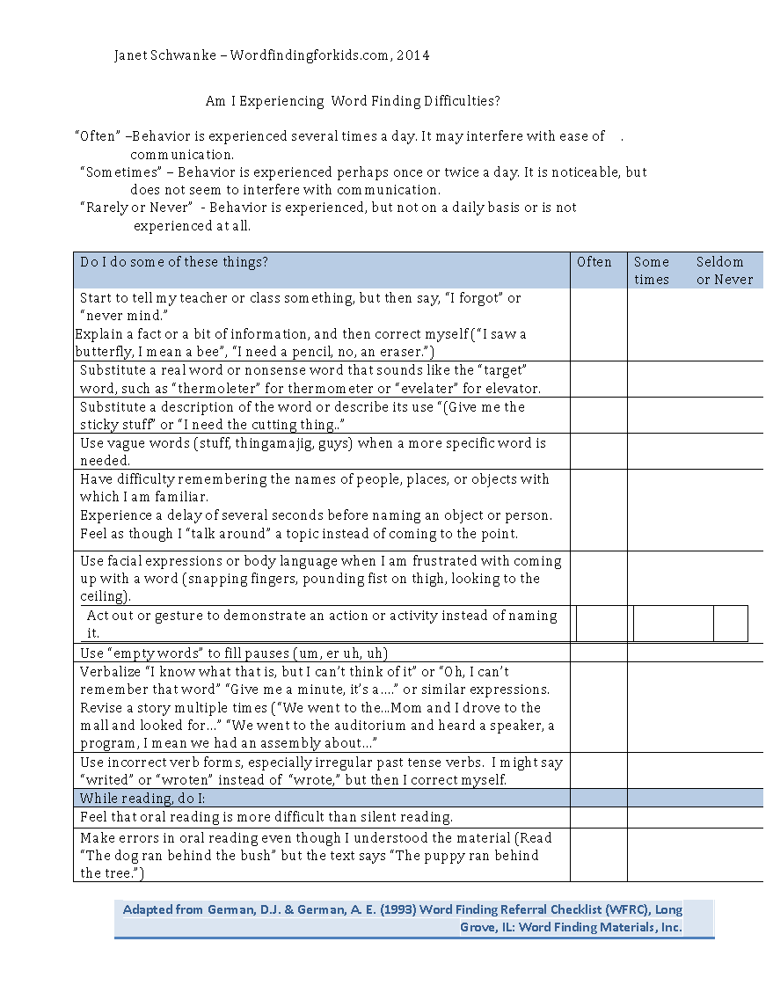 Janet Schwanke – Wordfindingforkids.com, 2014
Am I Experiencing  Word Finding Difficulties?
“Often” –Behavior is experienced several times a day. It may interfere with ease of    .
communication.
“Sometimes” – Behavior is experienced perhaps once or twice a day. It is noticeable, but
does not seem to interfere with communication.
“Rarely or Never”  - Behavior is experienced, but not on a daily basis or is not
experienced at all.
Do I do some of these things? Often Some Seldom
times or Never
Start to tell my teacher or class something, but then say, “I forgot” or
“never mind.”
Explain a fact or a bit of information, and then correct myself (“I saw a
butterfly, I mean a bee”, “I need a pencil, no, an eraser.”)
Substitute a real word or nonsense word that sounds like the “target”
word, such as “thermoleter” for thermometer or “evelater” for elevator.
Substitute a description of the word or describe its use “(Give me the
sticky stuff” or “I need the cutting thing..”
Use vague words (stuff, thingamajig, guys) when a more specific word is
needed.
Have difficulty remembering the names of people, places, or objects with
which I am familiar.
Experience a delay of several seconds before naming an object or person.
Feel as though I “talk around” a topic instead of coming to the point.
Use facial expressions or body language when I am frustrated with coming
up with a word (snapping fingers, pounding fist on thigh, looking to the
ceiling).
Act out or gesture to demonstrate an action or activity instead of naming
it.
Use “empty words” to fill pauses (um, er uh, uh)
Verbalize “I know what that is, but I can’t think of it” or “Oh, I can’t
remember that word” “Give me a minute, it’s a….” or similar expressions.
Revise a story multiple times (“We went to the…Mom and I drove to the
mall and looked for…” “We went to the auditorium and heard a speaker, a
program, I mean we had an assembly about…”
Use incorrect verb forms, especially irregular past tense verbs.  I might say
“writed” or “wroten” instead of  “wrote,” but then I correct myself.
While reading, do I:
Feel that oral reading is more difficult than silent reading.
Make errors in oral reading even though I understood the material (Read
“The dog ran behind the bush” but the text says “The puppy ran behind
the tree.”)
Adapted from German, D.J. & German, A. E. (1993) Word Finding Referral Checklist (WFRC), Long
Grove, IL: Word Finding Materials, Inc.